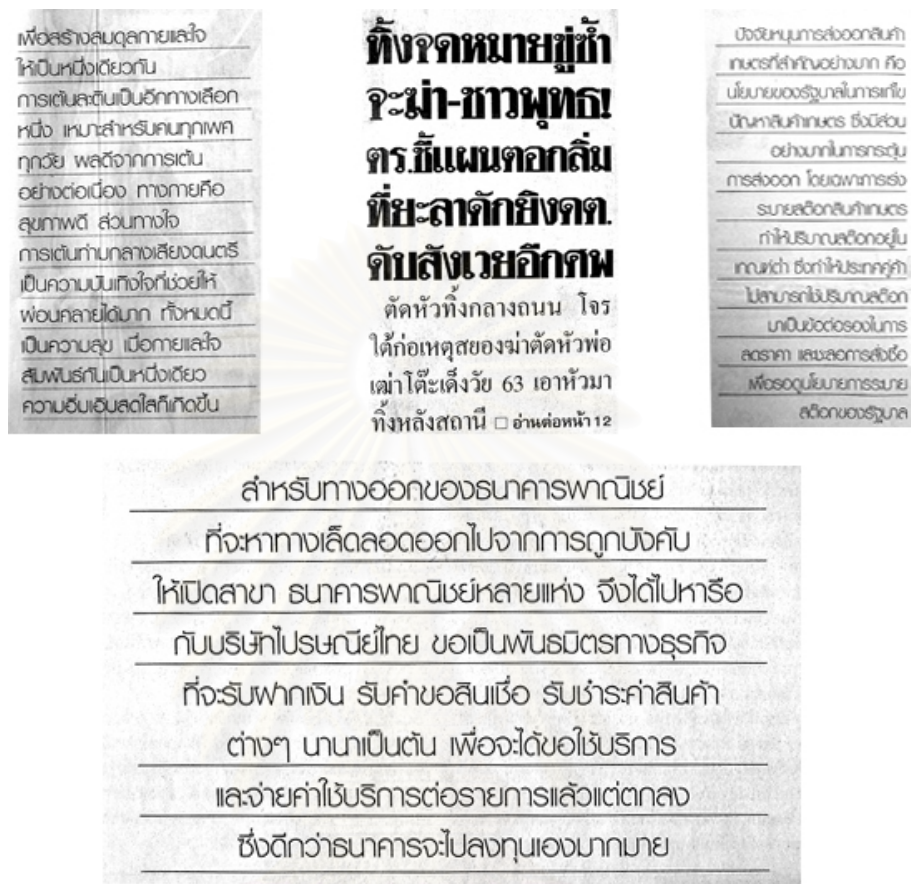 เพื่อสร้างสมดุลกายและใจ
ให้เป็นหนึ่งเดียวกัน
การเต้นละตินเป็นอีกทางเลือก
หนึ่ง เหมาะสำหรับคนทุกเพศ
ทุกวัย ผลดีจากการเต้น
อย่างต่อเนื่อง ทางกายคือ
สุขภาพดี ส่วนทางใจ
การเต้นท่ามกลางเสียงดนตรี
เป็นความบันเทิงใจที่ช่วยให้
ผ่อนคลายได้มาก ทั้งหมดนี้
เป็นความสุข เมื่อกายและใจ
สัมพันธ์กันเป็นหนึ่งเดียว
ความอิ่มเอิบสดใสก็เกิดขึ้น
ทิ้งจดหมายขู่ซ้ำ
จะฆ่า-ชาวพุทธ!
ตร.ชี้แผนตอกลิ่ม
ที่ยะลาดักยิงดต.
ดับสังเวยอีกศพ
ตัดหัวทิ้งกลางถนน โจร
ใต้ก่อเหตุสยองฆ่าตัดหัวพ่อ
เฒ่าโต๊ะเด็งวัย 63 เอาหัวมา
ทิ้งหลังสถานี □ อ่านต่อหน้า 12
ปัจจัยหนุนการส่งออกสินค้า
เกษตรที่สำคัญอย่างมาก คือ
นโยบายของรัฐบาลในการแก้ไข
ปัญหาสินค้าเกษตร ซึ่งมีส่วน
อย่างมากในการกระตุ้น
การส่งออก โดยเฉพาะการเร่ง
ระบายสต๊อกสินค้าเกษตร
ทำให้ปริมาณสต๊อกอยู่ใน
เกณฑ์ต่ำ ซึ่งทำให้ประเทศคู่ค้า
ไม่สามารถใช้ปริมาณสต๊อก
มาเป็นข้อต่อรองในการ
ลดราคา และชะลอการสั่งซื้อ
เพื่อรอดูนโยบายการระบาย
สต๊อกของรัฐบาล
สำหรับทางออกของธนาคารพาณิชย์
ที่จะหาทางเล็ดลอดออกไปจากการถูกบังคับ
ให้เปิดสาขา ธนาคารพาณิชย์หลายแห่ง จึงได้ไปหารือ
กับบริษัทไปรษณีย์ไทย ขอเป็นพันธมิตรทางธุรกิจ
ที่จะรับฝากเงิน รับคำขอสินเชื่อ รับชำระค่าสินค้า
ต่างๆ นานาเป็นต้น เพื่อจะได้ขอใช้บริการ
และจ่ายค่าใช้บริการต่อรายการแล้วแต่ตกลง
ซึ่งดีกว่าธนาคารจะไปลงทุนเองมากมาย